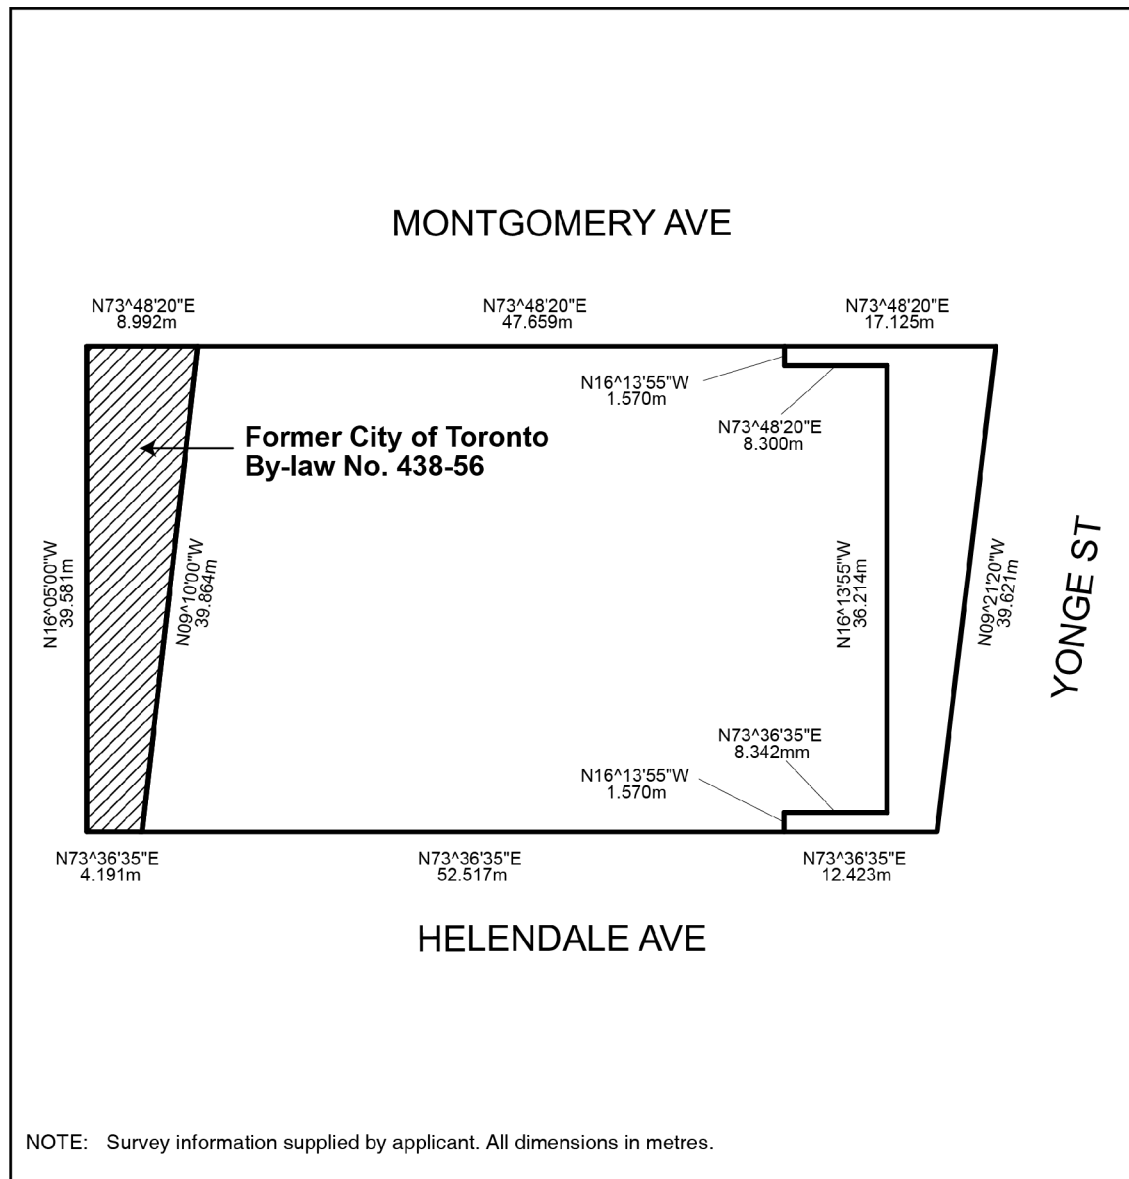 MONTGOMERY AVE
N73^48'20"E
8.992m
N73^48'20"E
47.659m
N73^48'20"E
17.125m
N16^13'55"W
1.570m
N73^48'20"E
8.300m
Former City of Toronto
By-law No. 438-56
N16^05'00"W
39.581m
N09^10'00"W
39.864m
N16^13'55"W
36.214m
N09^21'20"W
39.621m
YONGE ST
N73^36'35"E
8.342mm
N16^13'55"W
1.570m
N73^36'35"E
4.191m
N73^36'35"E
52.517m
N73^36'35"E
12.423m
HELENDALE AVE
NOTE: Survey information supplied by applicant. All dimensions in metres.